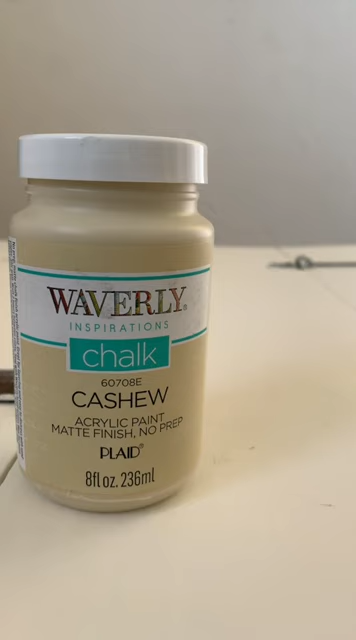 WAVERLY®
INSPIRATIONS
chalk
60708E
CASHEW
ACRYLIC PAINT
MATTE FINISH, NO PREP
PLAID®
8fl oz. 236ml